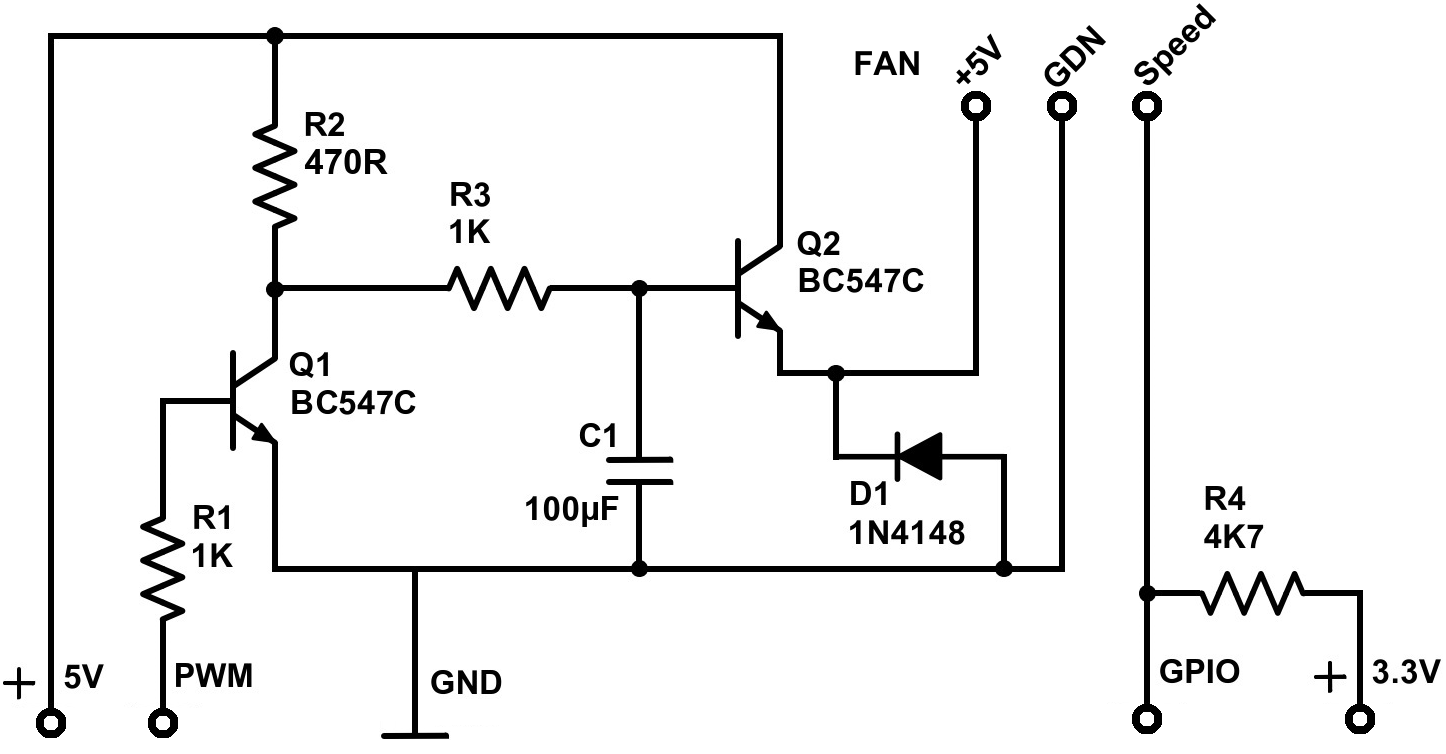 FAN
+5V
GDN
Speed
R2
470R
R3
1K
Q2
BC547C
Q1
BC547C
C1
100µF
D1
1N4148
R1
1K
R4
4K7
+ 5V
PWM
GND
GPIO
+ 3.3V